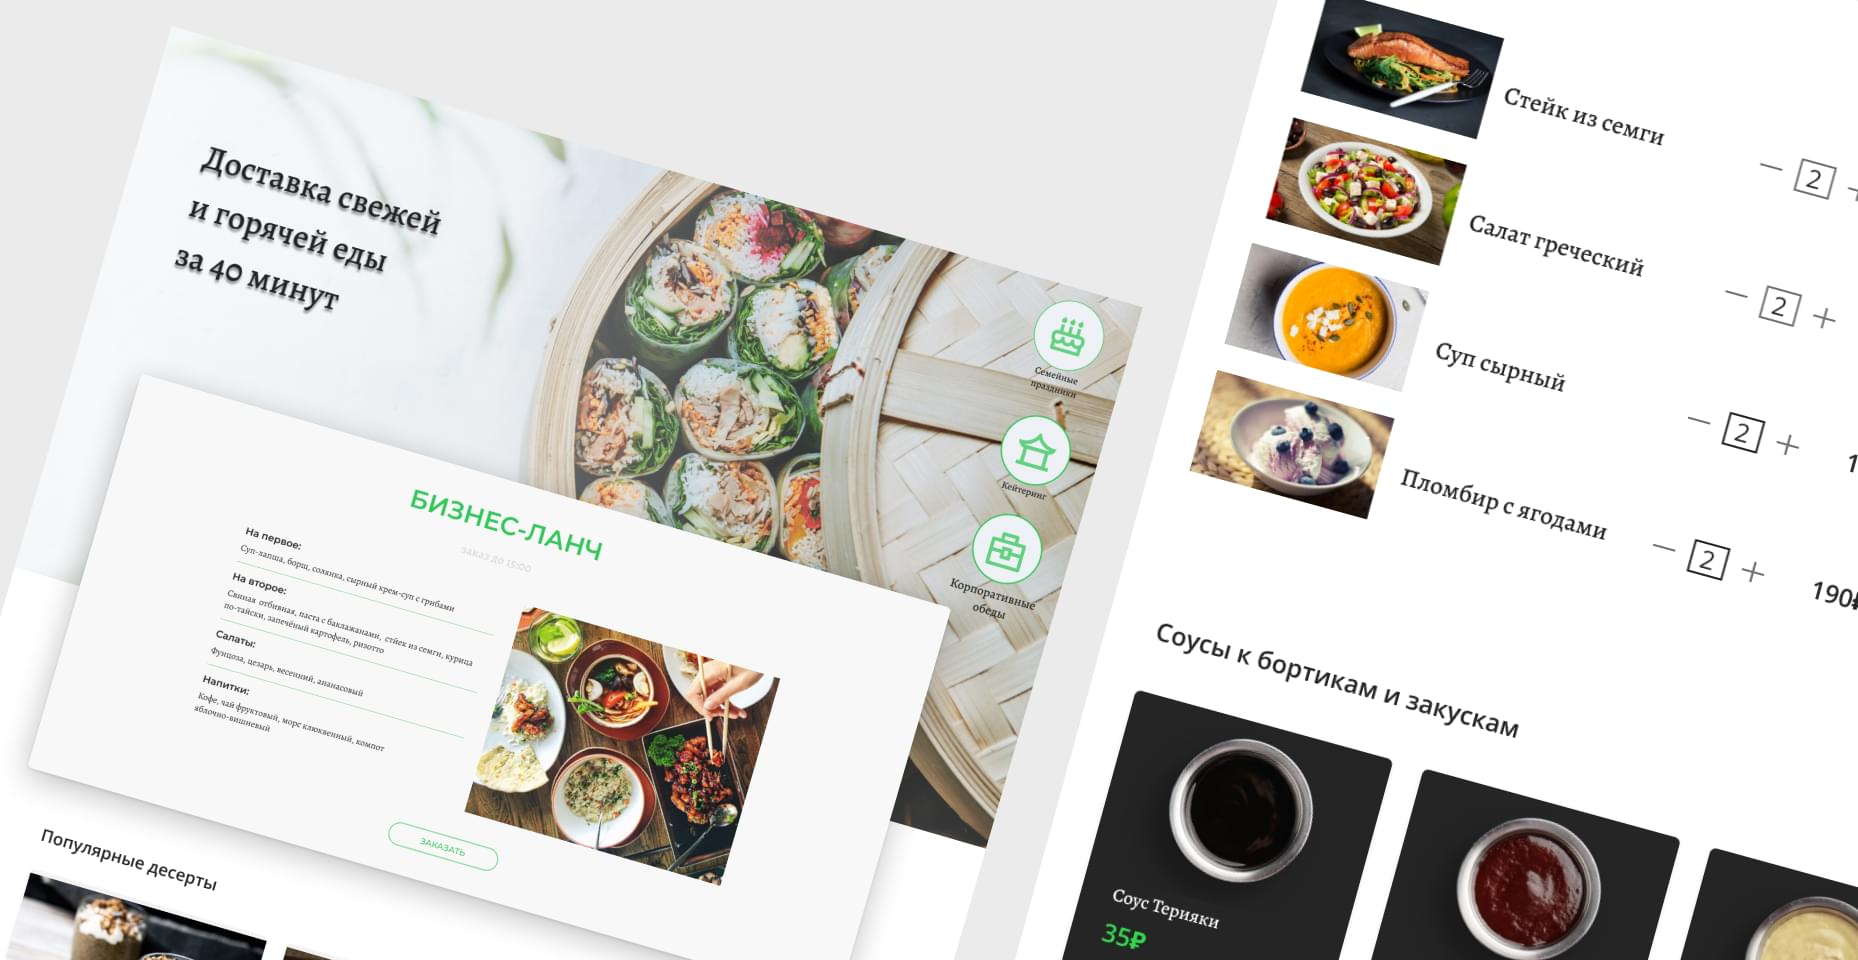 Доставка свежей
и горячей еды
за 40 минут
Семейные
праздники
Кейтеринг
Корпоративные
обеды
БИЗНЕС-ЛАНЧ
заказ до 15:00
На первое:
Суп-лапша, борщ, солянка, сырный крем-суп с грибами
На второе:
Свиная отбивная, паста с баклажанами, стйек из семги, курица
по-тайски, запечёный картофель, ризотто
Салаты:
Фунцоза, цезарь, весенний, ананасовый
Напитки:
Кофе, чай фруктовый, морс клюквенный, компот
яблочно-вишневый
ЗАКАЗАТЬ
Популярные десерты
Стейк из семги
— 2 +
Салат греческий
— 2 +
Суп сырный
— 2 +
1
Пломбир с ягодами
— 2 +
190₽
Соусы к бортикам и закускам
Соус Терияки
35₽